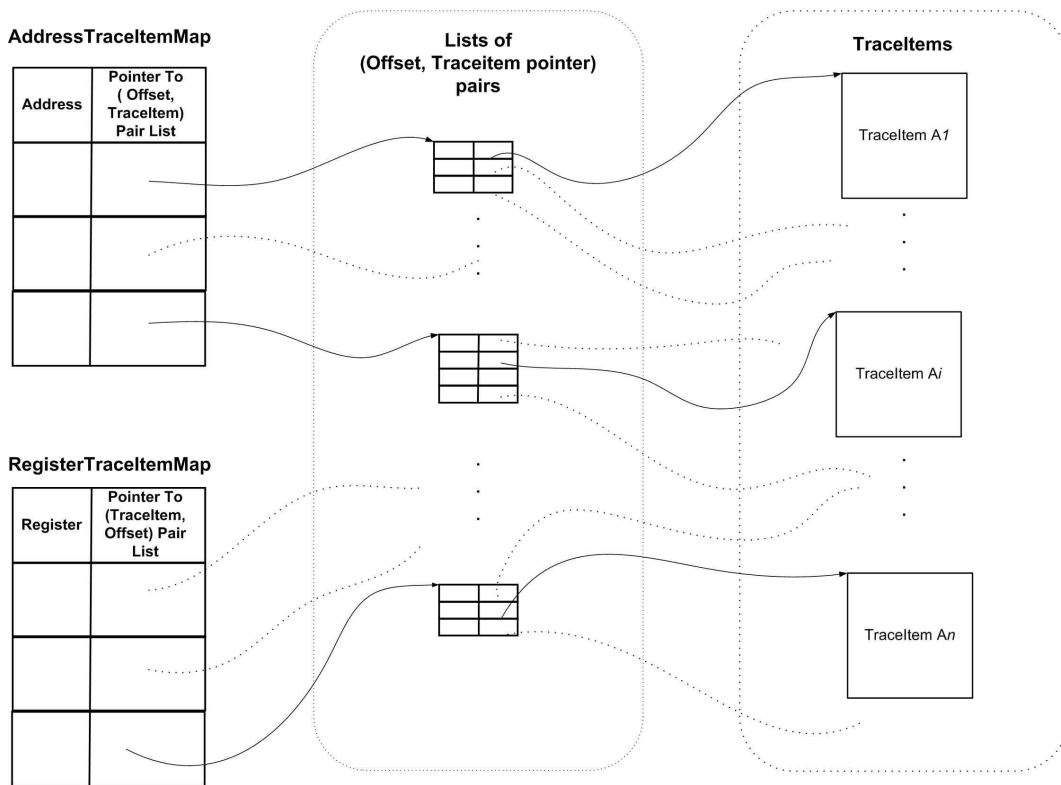 AddressTraceItemMap
Address
Pointer To
( Offset,
TraceItem)
Pair List
Lists of
(Offset, Traceitem pointer)
pairs
TraceItems
TraceItem A1
TraceItem Ai
TraceItem An
RegisterTraceItemMap
Register
Pointer To
(TraceItem,
Offset) Pair
List